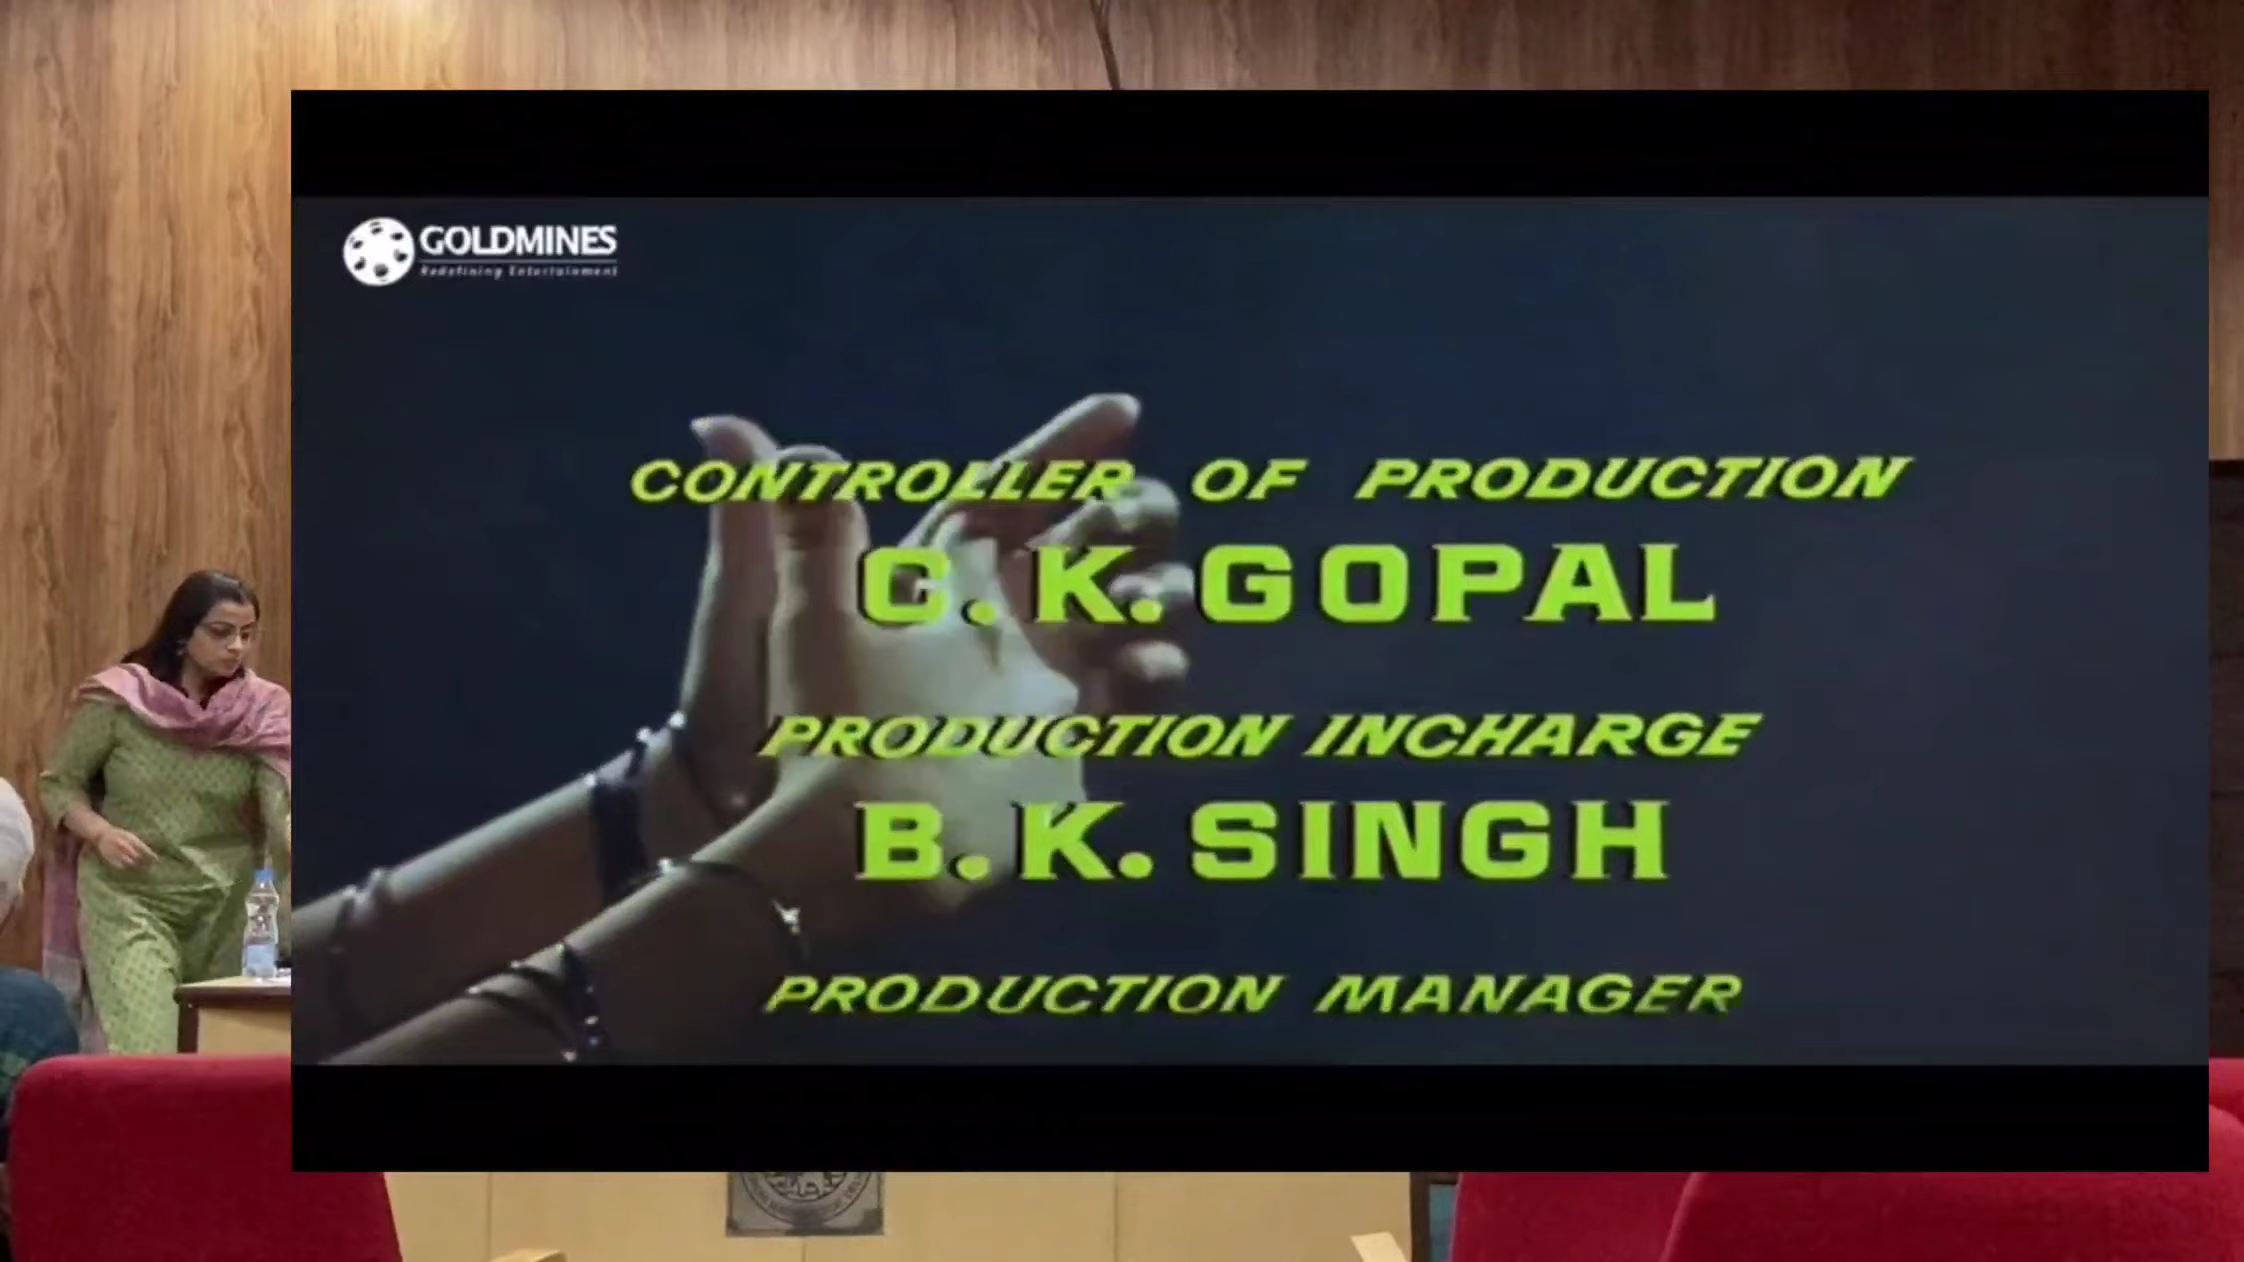 GOLDMINES
Redefining Entertainment
CONTROLLER OF PRODUCTION
C. K. GOPAL
PRODUCTION INCHARGE
B. K. SINGH
PRODUCTION MANAGER